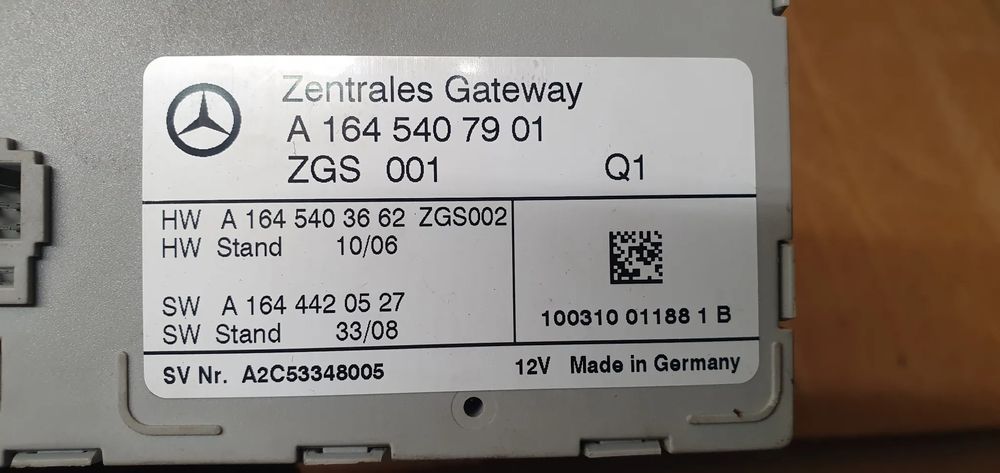 Zentrales Gateway
A 164 540 79 01
ZGS 001 Q1
HW A 164 540 36 62 ZGS002
HW Stand 10/06
SW A 164 442 05 27
SW Stand 33/08
100310 01188 1 B
SV Nr. A2C53348005 12V Made in Germany